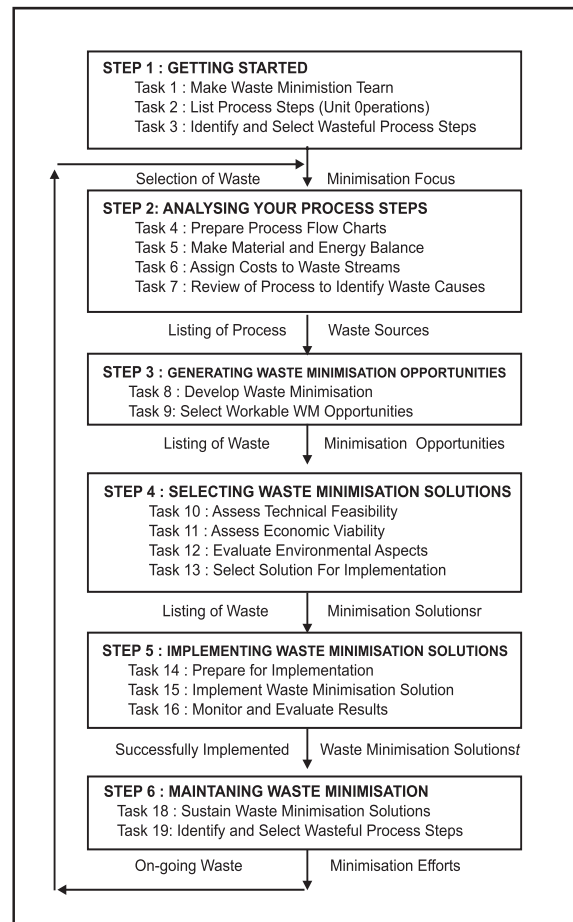 STEP 1 : GETTING STARTED
Task 1 : Make Waste Minimistion Tearn
Task 2 : List Process Steps (Unit 0perations)
Task 3 : Identify and Select Wasteful Process Steps
Selection of Waste Minimisation Focus
STEP 2: ANALYSING YOUR PROCESS STEPS
Task 4 : Prepare Process Flow Charts
Task 5 : Make Material and Energy Balance
Task 6 : Assign Costs to Waste Streams
Task 7 : Review of Process to Identify Waste Causes
Listing of Process Waste Sources
STEP 3 : GENERATING WASTE MINIMISATION OPPORTUNITIES
Task 8 : Develop Waste Minimisation
Task 9: Select Workable WM Opportunities
Listing of Waste Minimisation Opportunities
STEP 4 : SELECTING WASTE MINIMISATION SOLUTIONS
Task 10 : Assess Technical Feasibility
Task 11 : Assess Economic Viability
Task 12 : Evaluate Environmental Aspects
Task 13 : Select Solution For Implementation
Listing of Waste Minimisation Solutionsr
STEP 5 : IMPLEMENTING WASTE MINIMISATION SOLUTIONS
Task 14 : Prepare for Implementation
Task 15 : Implement Waste Minimisation Solution
Task 16 : Monitor and Evaluate Results
Successfully Implemented Waste Minimisation Solutionst
STEP 6 : MAINTANING WASTE MINIMISATION
Task 18 : Sustain Waste Minimisation Solutions
Task 19: Identify and Select Wasteful Process Steps
On-going Waste Minimisation Efforts